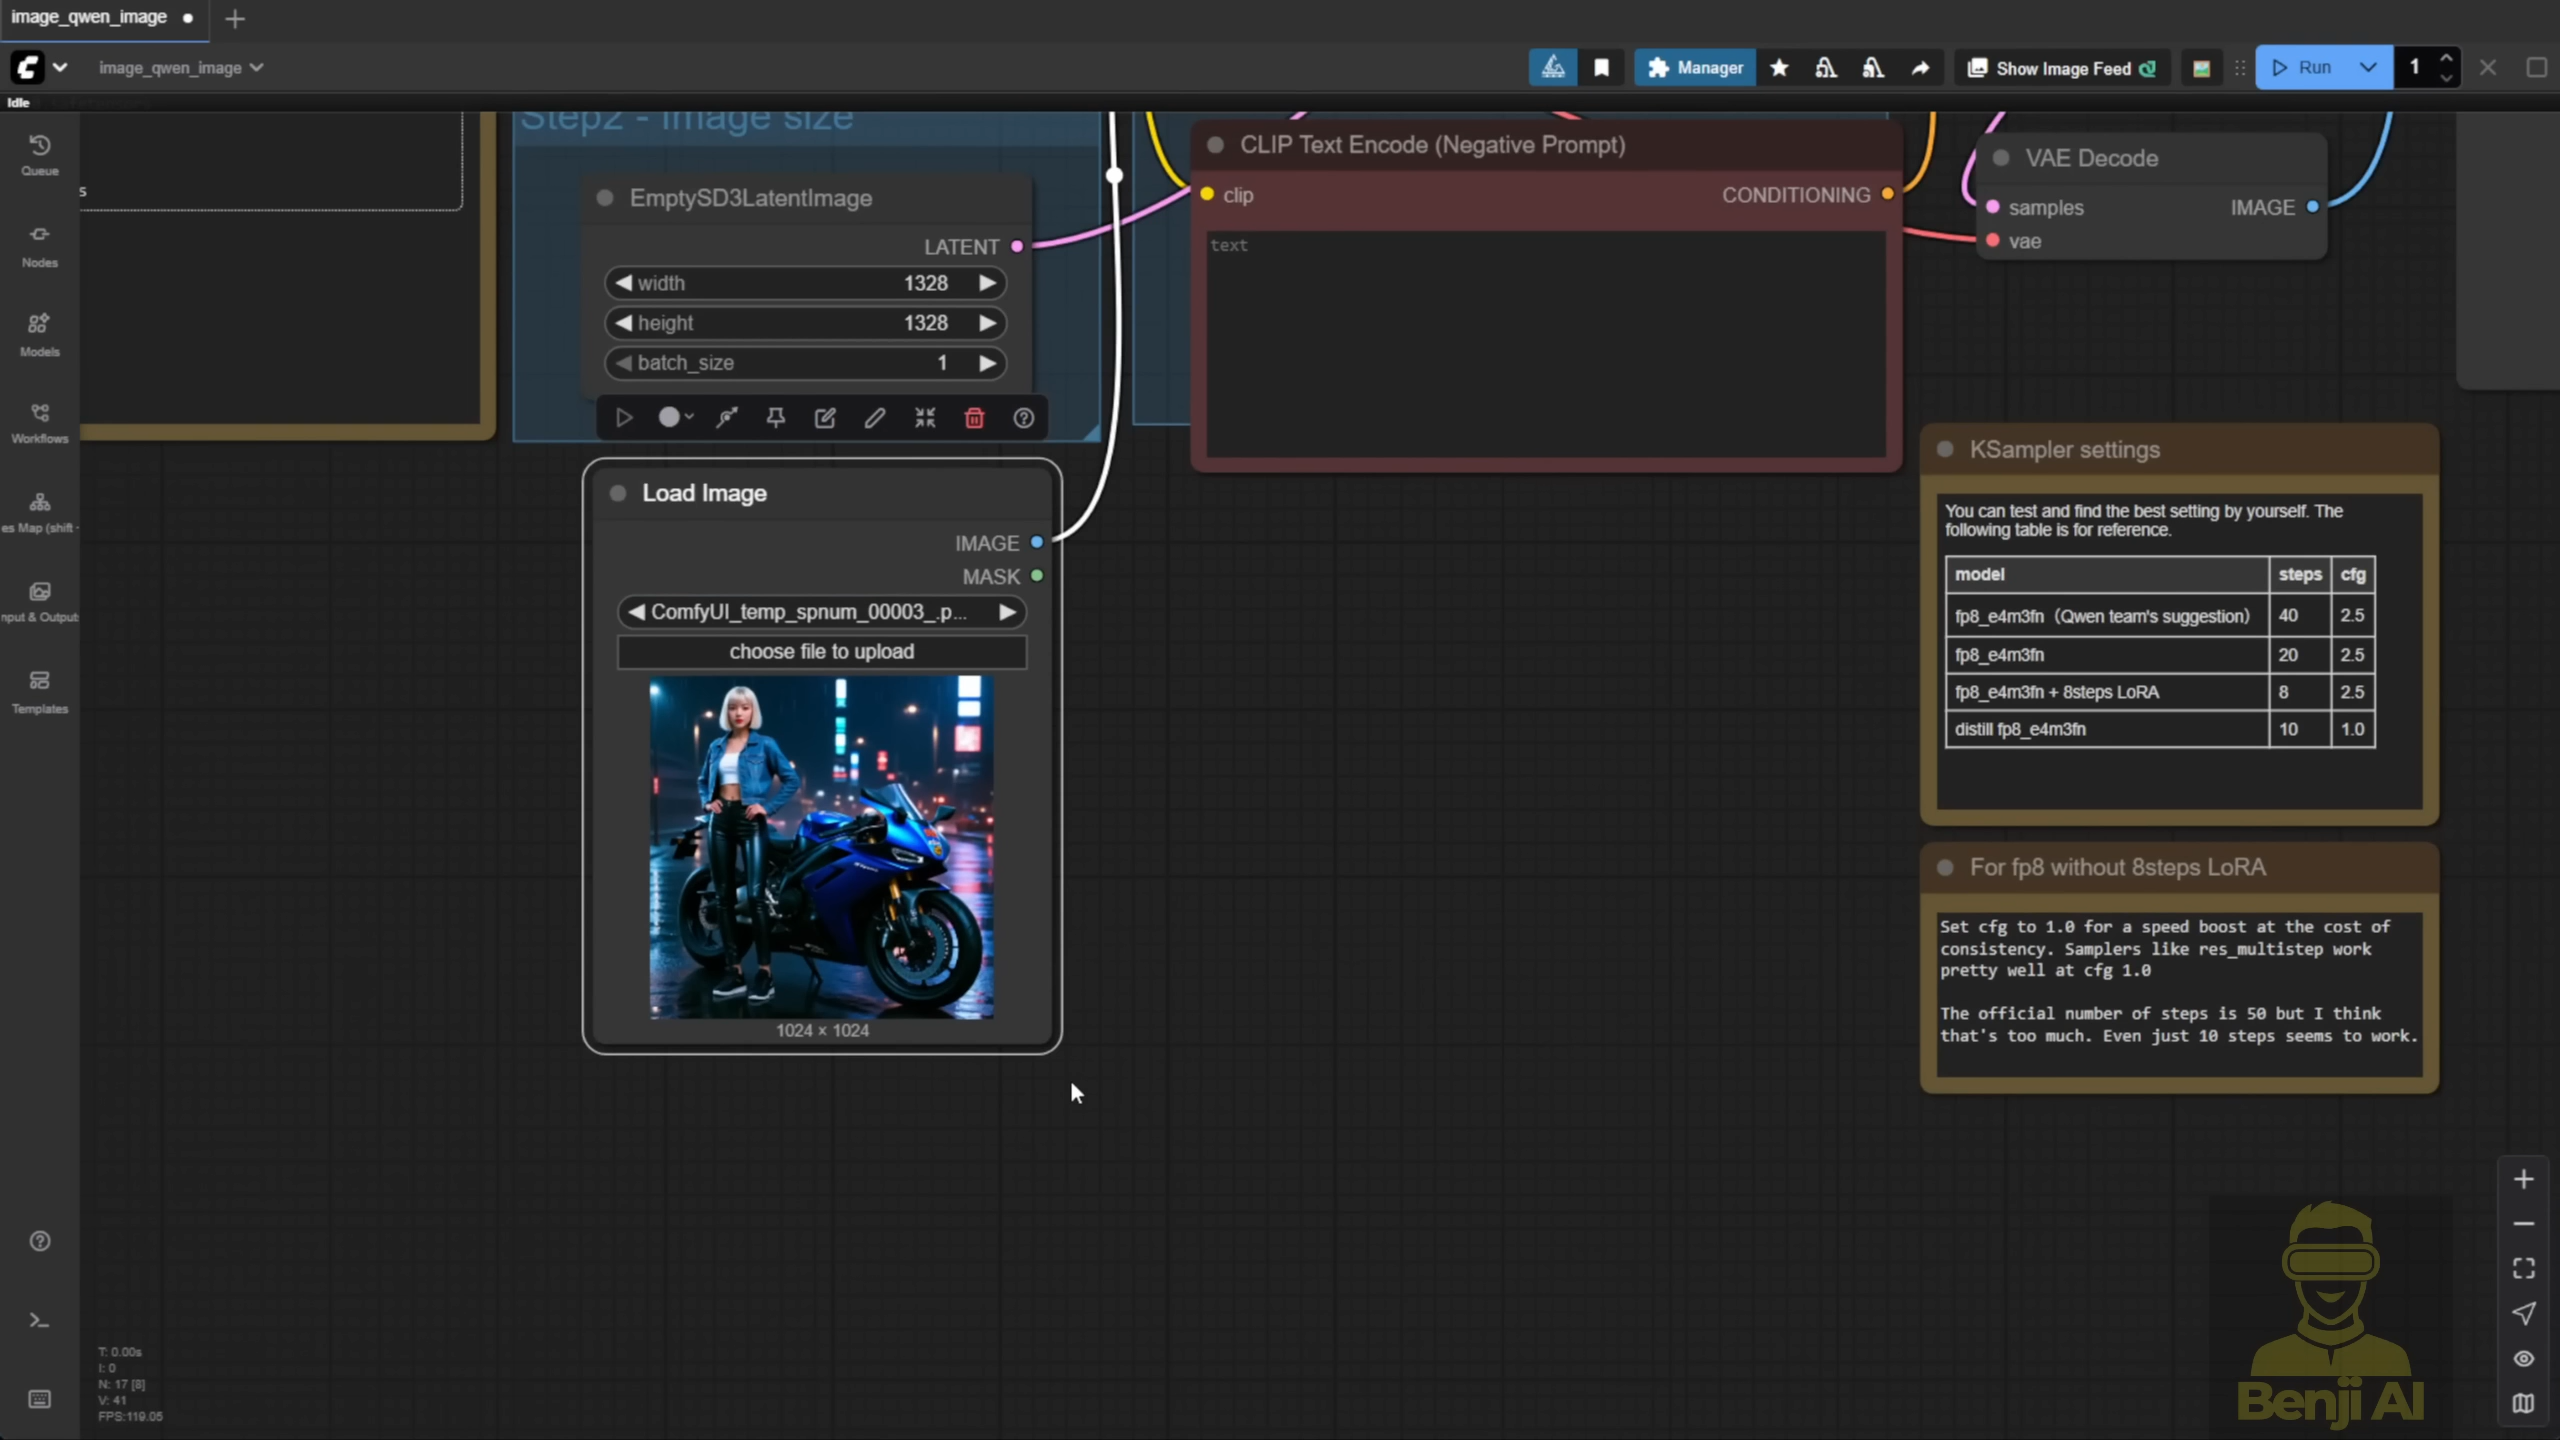 image_qwen_image
image_qwen_image
Manager
Show Image Feed
Run
1
Idle
Queue
Nodes
Models
Workflows
es Map (shift -
nput & Output
Templates
s
Step2 - Image size
EmptySD3LatentImage
LATENT
width 1328
height 1328
batch_size 1
CLIP Text Encode (Negative Prompt)
clip CONDITIONING
text
VAE Decode
samples IMAGE
vae
Load Image
IMAGE
MASK
ComfyUI_temp_spnum_00003_.p...
choose file to upload
1024 × 1024
KSampler settings
You can test and find the best setting by yourself. The
following table is for reference.
model steps cfg
fp8_e4m3fn（Qwen team's suggestion） 40 2.5
fp8_e4m3fn 20 2.5
fp8_e4m3fn + 8steps LoRA 8 2.5
distill fp8_e4m3fn 10 1.0
For fp8 without 8steps LoRA
Set cfg to 1.0 for a speed boost at the cost of
consistency. Samplers like res_multistep work
pretty well at cfg 1.0
The official number of steps is 50 but I think
that's too much. Even just 10 steps seems to work.
T: 0.00s
I: 0
N: 17 [8]
V: 41
FPS:119.05
Benji AI